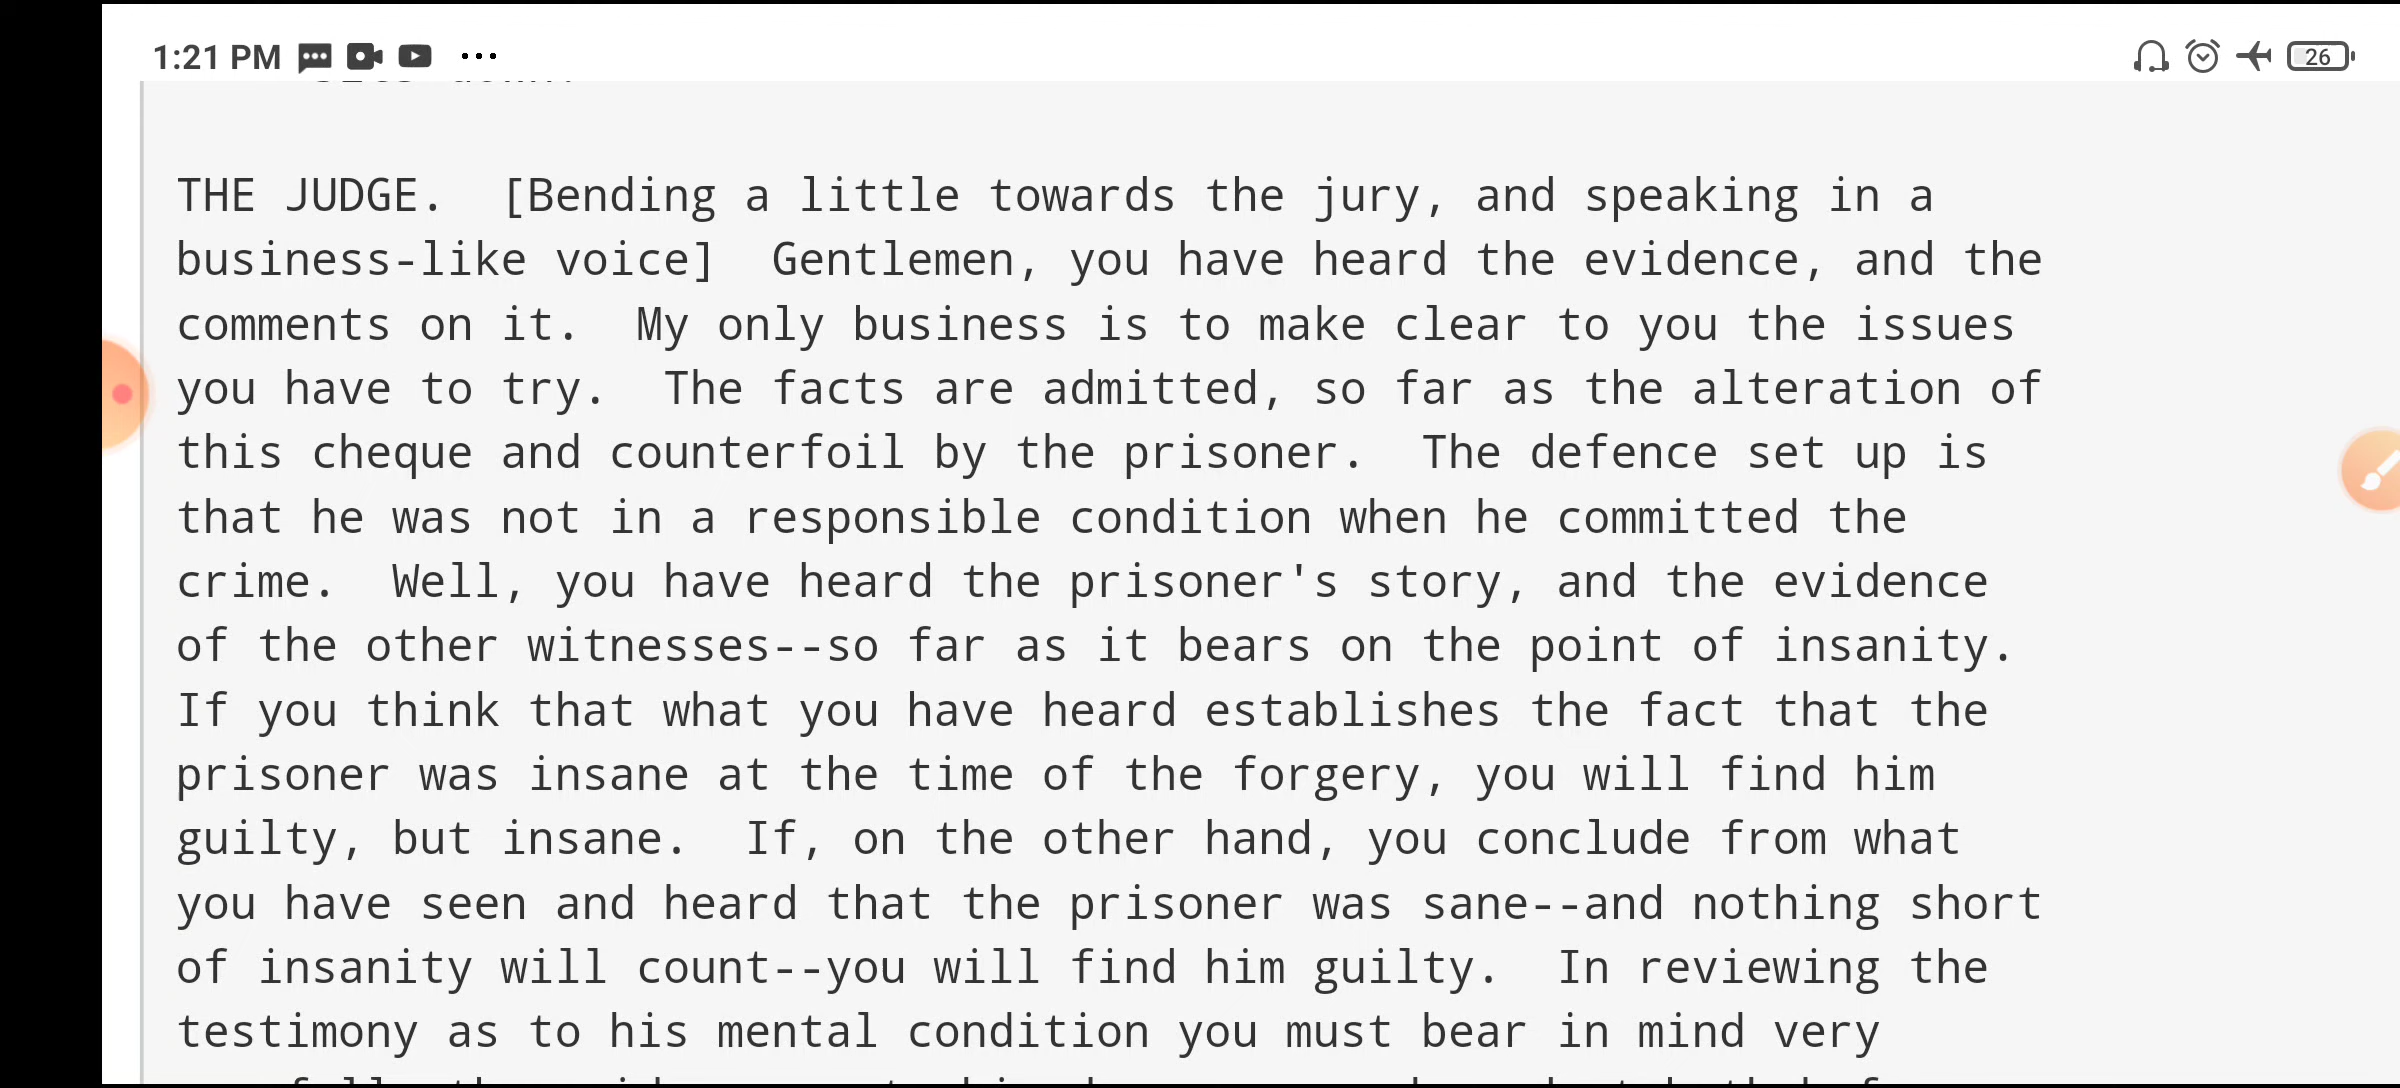 1:21 PM
26
THE JUDGE.  [Bending a little towards the jury, and speaking in a
business-like voice]  Gentlemen, you have heard the evidence, and the
comments on it.  My only business is to make clear to you the issues
you have to try.  The facts are admitted, so far as the alteration of
this cheque and counterfoil by the prisoner.  The defence set up is
that he was not in a responsible condition when he committed the
crime.  Well, you have heard the prisoner's story, and the evidence
of the other witnesses--so far as it bears on the point of insanity.
If you think that what you have heard establishes the fact that the
prisoner was insane at the time of the forgery, you will find him
guilty, but insane.  If, on the other hand, you conclude from what
you have seen and heard that the prisoner was sane--and nothing short
of insanity will count--you will find him guilty.  In reviewing the
testimony as to his mental condition you must bear in mind very